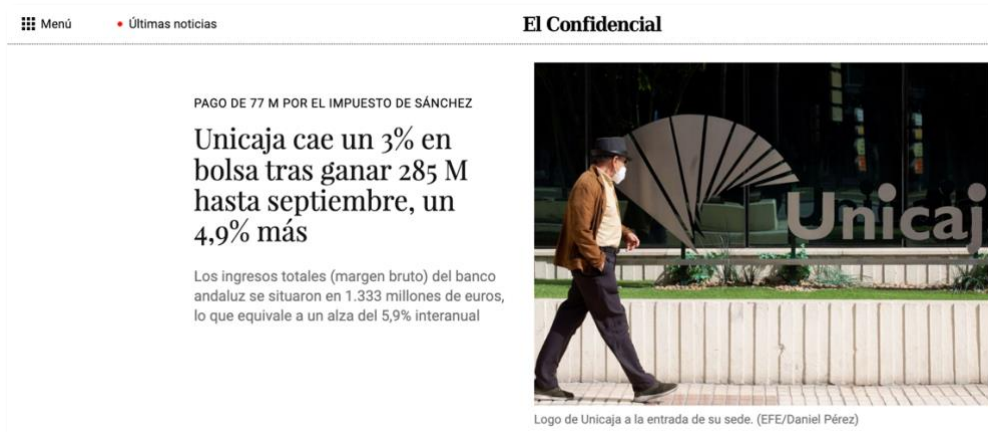 Menú
Últimas noticias
El Confidencial
PAGO DE 77 M POR EL IMPUESTO DE SÁNCHEZ
Unicaja cae un 3% en
bolsa tras ganar 285 M
hasta septiembre, un
4,9% más
Los ingresos totales (margen bruto) del banco
andaluz se situaron en 1.333 millones de euros,
lo que equivale a un alza del 5,9% interanual
Unicaj
Logo de Unicaja a la entrada de su sede. (EFE/Daniel Pérez)